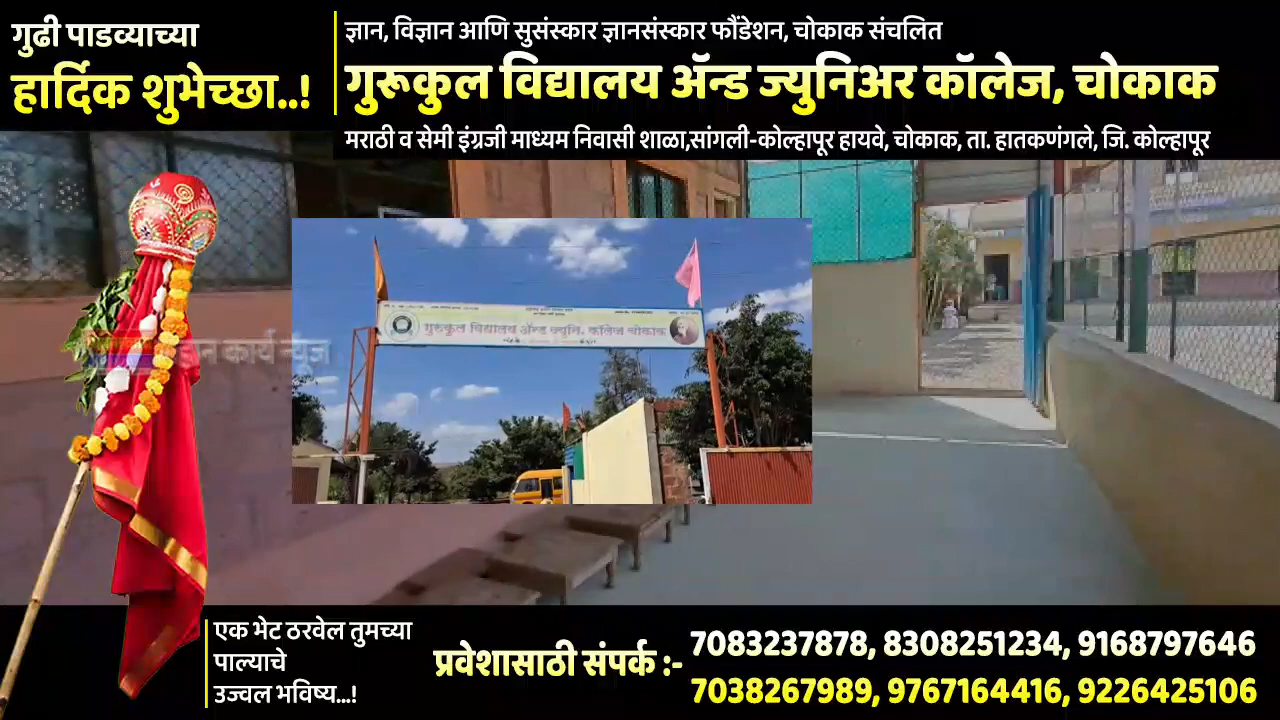 गुढी पाडव्याच्या
हार्दिक शुभेच्छा..!
ज्ञान, विज्ञान आणि सुसंस्कार ज्ञानसंस्कार फौंडेशन, चोकाक संचलित
गुरूकुल विद्यालय ॲन्ड ज्युनिअर कॉलेज, चोकाक
मराठी व सेमी इंग्रजी माध्यम निवासी शाळा,सांगली-कोल्हापूर हायवे, चोकाक, ता. हातकणंगले, जि. कोल्हापूर
गुरुकुल विद्यालय ॲन्ड ज्युनि. कॉलेज चोकाक
कार्य न्यूज
एक भेट ठरवेल तुमच्या
पाल्याचे
उज्वल भविष्य...!
प्रवेशासाठी संपर्क :-
7083237878, 8308251234, 9168797646
7038267989, 9767164416, 9226425106